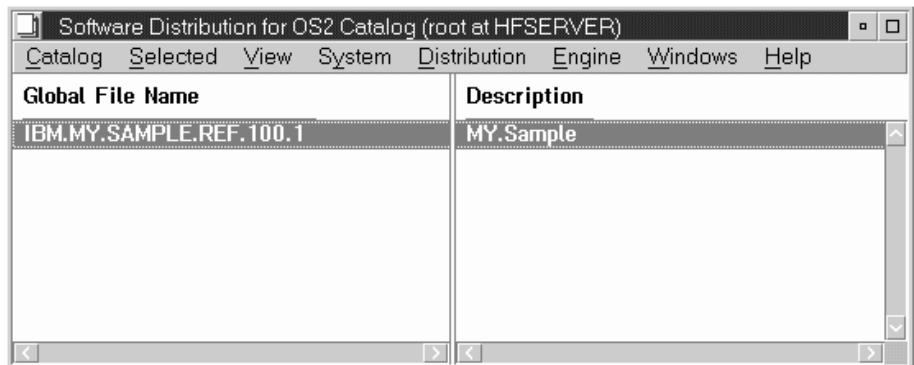 Software Distribution for OS2 Catalog (root at HFSERVER)
Catalog Selected View System Distribution Engine Windows Help
Global File Name Description
IBM.MY.SAMPLE.REF.100.1 MY.Sample